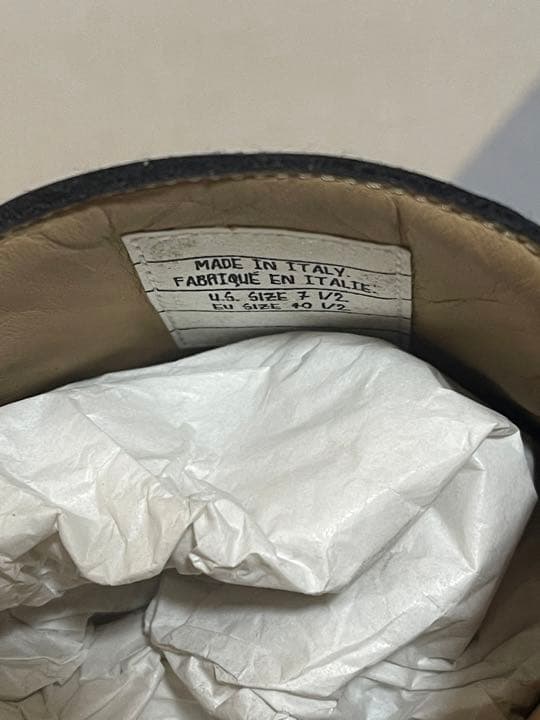 MADE IN ITALY.
FABRIQUÉ EN ITALIE.
U.S. SIZE 7 1/2
EU SIZE 40 1/2